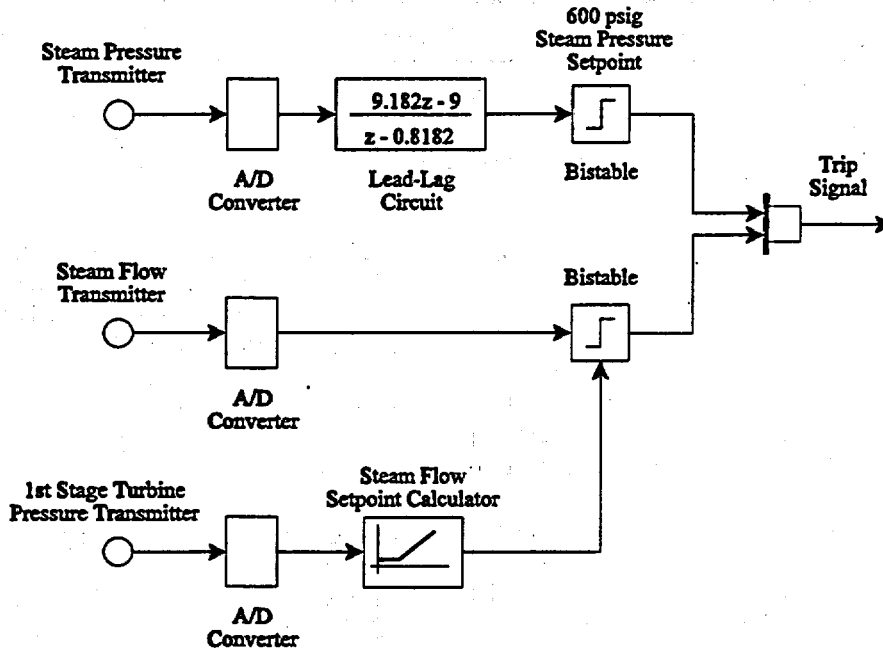 600 psig
Steam Pressure
Setpoint
Steam Pressure
Transmitter
9.182z - 9
z - 0.8182
A/D
Converter
Lead-Lag
Circuit
Bistable
Trip
Signal
Steam Flow
Transmitter
Bistable
A/D
Converter
1st Stage Turbine
Pressure Transmitter
Steam Flow
Setpoint Calculator
A/D
Converter